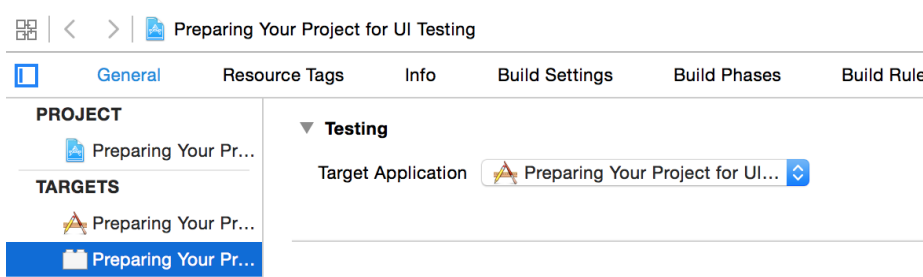 Preparing Your Project for UI Testing
General Resource Tags Info Build Settings Build Phases Build Rule
PROJECT
Preparing Your Pr...
TARGETS
Preparing Your Pr...
Preparing Your Pr...
Testing
Target Application Preparing Your Project for UI...